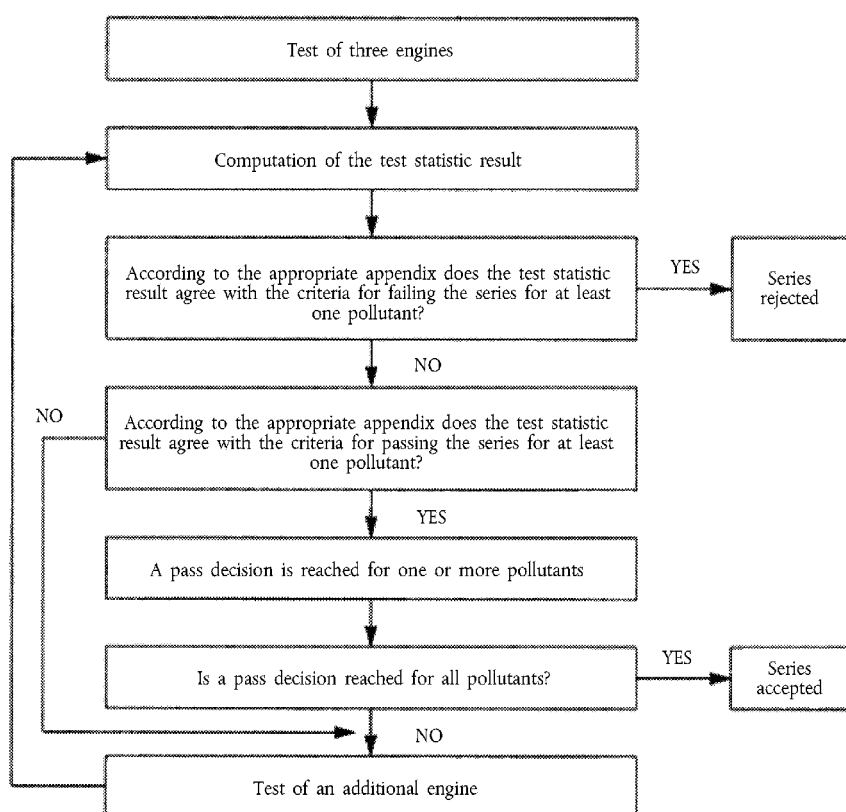 Test of three engines
Computation of the test statistic result
According to the appropriate appendix does the test statistic
result agree with the criteria for failing the series for at least
one pollutant?
YES
Series
rejected
NO
According to the appropriate appendix does the test statistic
result agree with the criteria for passing the series for at least
one pollutant?
NO
YES
A pass decision is reached for one or more pollutants
Is a pass decision reached for all pollutants?
YES
Series
accepted
NO
Test of an additional engine